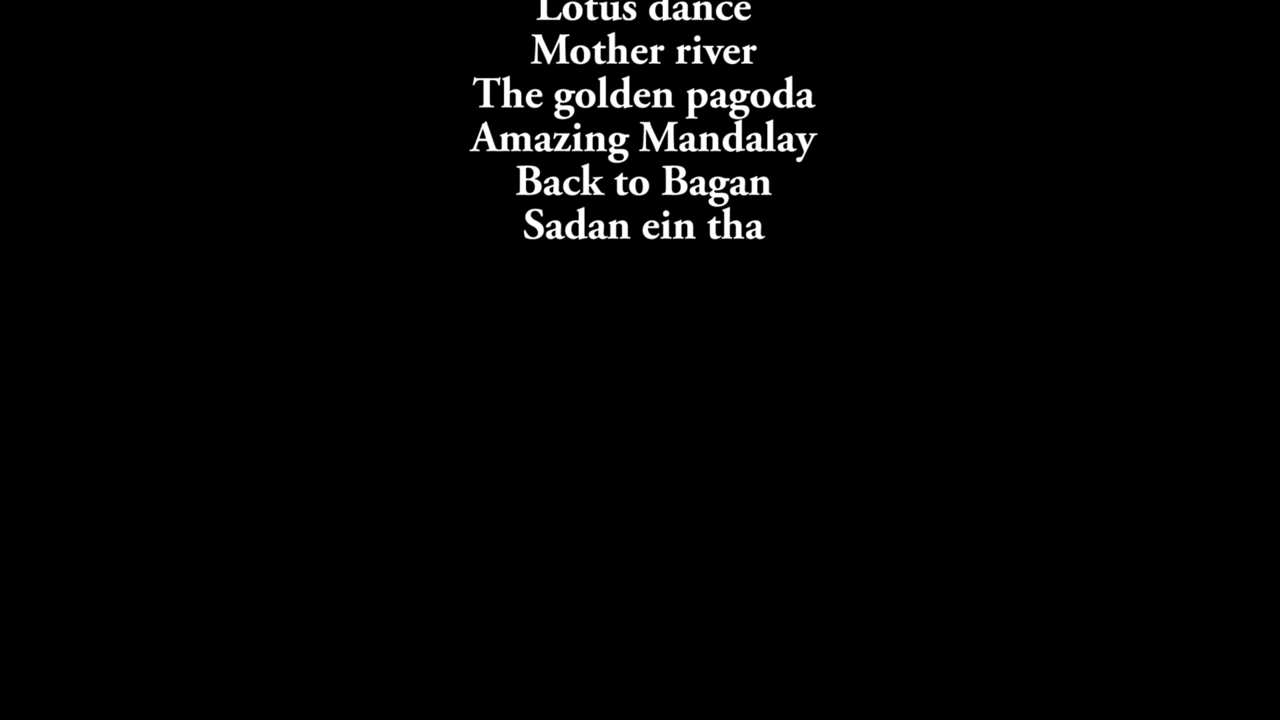 Lotus dance
Mother river
The golden pagoda
Amazing Mandalay
Back to Bagan
Sadan ein tha